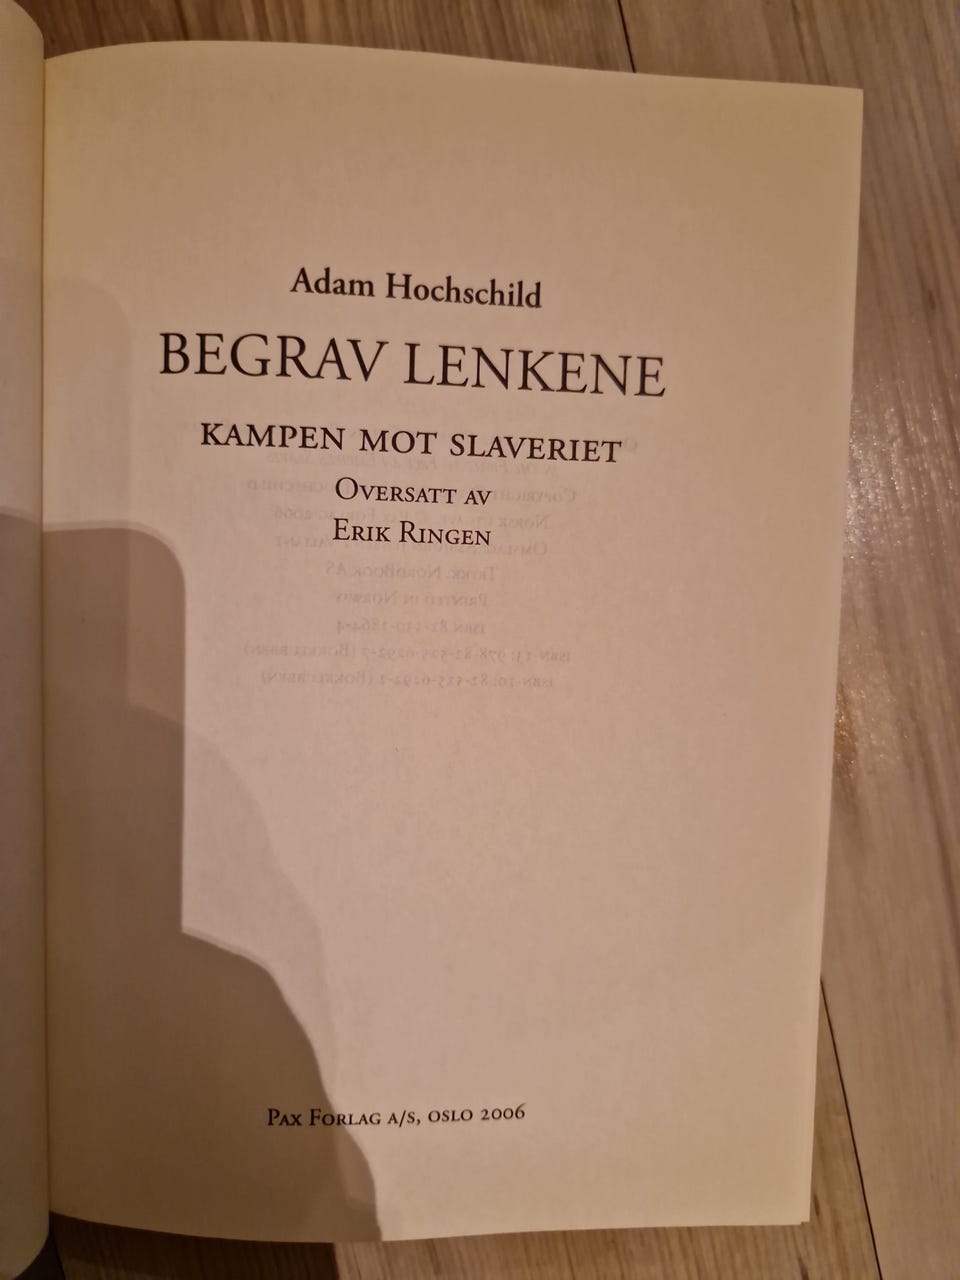 Adam Hochschild
BEGRAV LENKENE
KAMPEN MOT SLAVERIET
OVERSATT AV
ERIK RINGEN
PAX FORLAG A/S, OSLO 2006